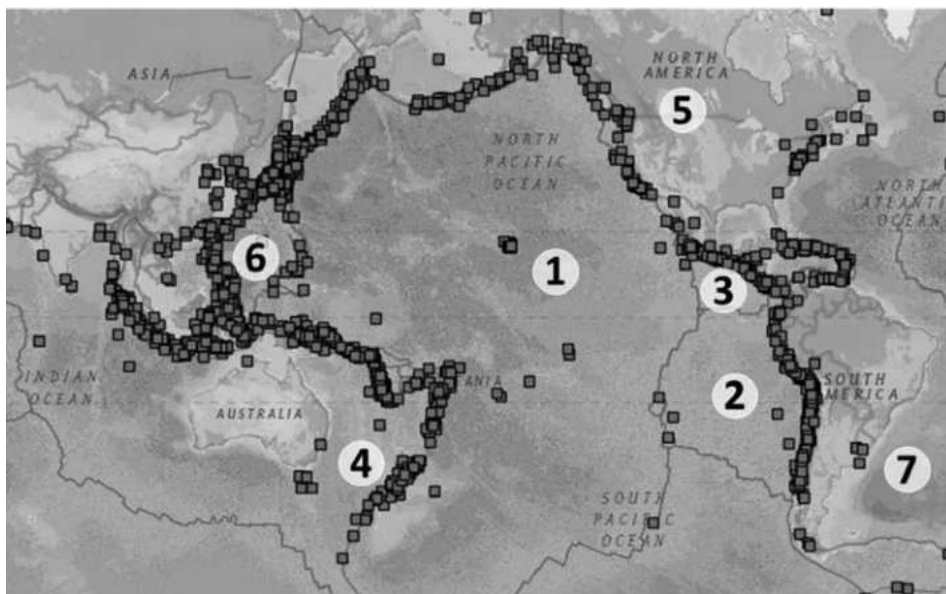 ASIA
NORTH
AMERICA
5
NORTH
PACIFIC
OCEAN
NORTH
ATLANTIC
OCEAN
6
1
3
INDIAN
OCEAN
ANIA
2
SOUTH
AMERICA
AUSTRALIA
4
7
SOUTH
PACIFIC
OCEAN